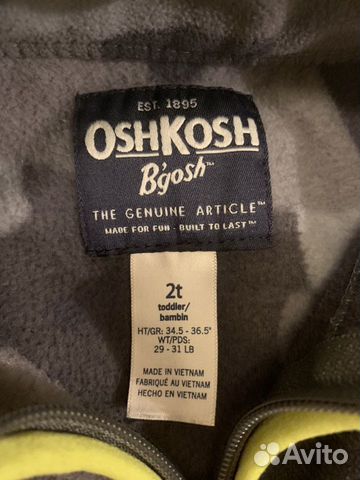 EST. 1895
OSHKOSH
B'gosh™
THE GENUINE ARTICLE™
MADE FOR FUN - BUILT TO LAST™
2t
toddler/
bambin
HT/GR: 34.5 - 36.5"
WT/PDS:
29 - 31 LB
MADE IN VIETNAM
FABRIQUÉ AU VIETNAM
HECHO EN VIETNAM
Avito